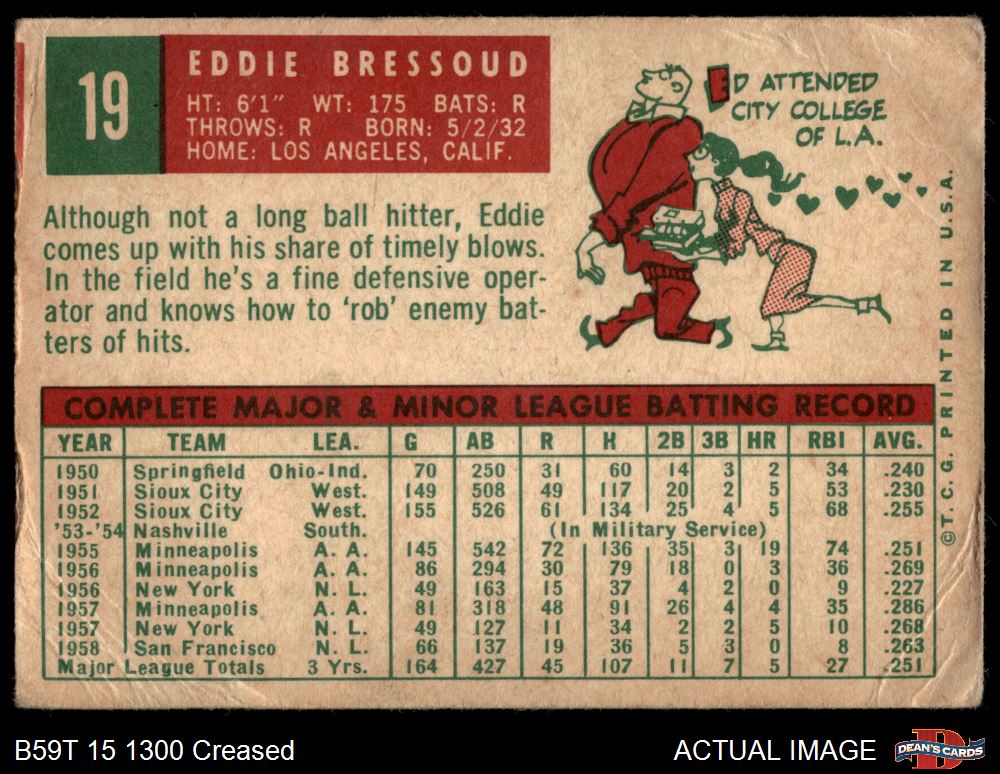 19
EDDIE BRESSOUD
HT: 6'1" WT: 175 BATS: R
THROWS: R BORN: 5/2/32
HOME: LOS ANGELES, CALIF.
ED ATTENDED
CITY COLLEGE
OF L.A.
Although not a long ball hitter, Eddie
comes up with his share of timely blows.
In the field he's a fine defensive oper-
ator and knows how to 'rob' enemy bat-
ters of hits.
COMPLETE MAJOR & MINOR LEAGUE BATTING RECORD
YEAR TEAM LEA. G AB R H 2B 3B HR RBI AVG.
1950 Springfield Ohio-Ind. 70 250 31 60 14 3 2 34 .240
1951 Sioux City West. 149 508 49 117 20 2 5 53 .230
1952 Sioux City West. 155 526 61 134 25 4 5 68 .255
'53-'54 Nashville South. (In Military Service)
1955 Minneapolis A. A. 145 542 72 136 35 3 19 74 .251
1956 Minneapolis A. A. 86 294 30 79 18 0 3 36 .269
1956 New York N. L. 49 163 15 37 4 2 0 9 .227
1957 Minneapolis A. A. 81 318 48 91 26 4 4 35 .286
1957 New York N. L. 49 127 11 34 2 2 5 10 .268
1958 San Francisco N. L. 66 137 19 36 5 3 0 8 .263
Major League Totals 3 Yrs. 164 427 45 107 11 7 5 27 .251
©T. C. G. PRINTED IN U.S.A.
B59T 15 1300 Creased
ACTUAL IMAGE
D
DEAN'S CARDS